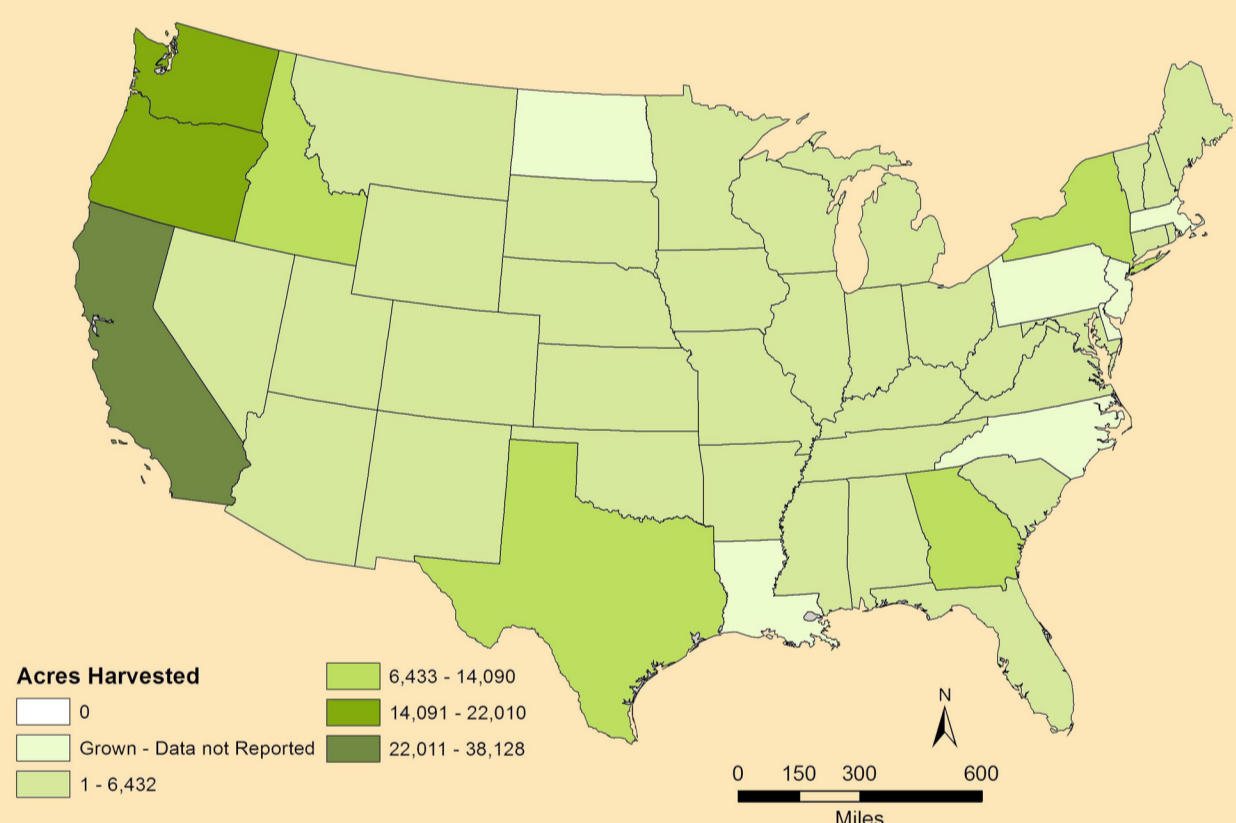 Acres Harvested
0
Grown - Data not Reported
1 - 6,432
6,433 - 14,090
14,091 - 22,010
22,011 - 38,128
N
0 150 300 600
Miles